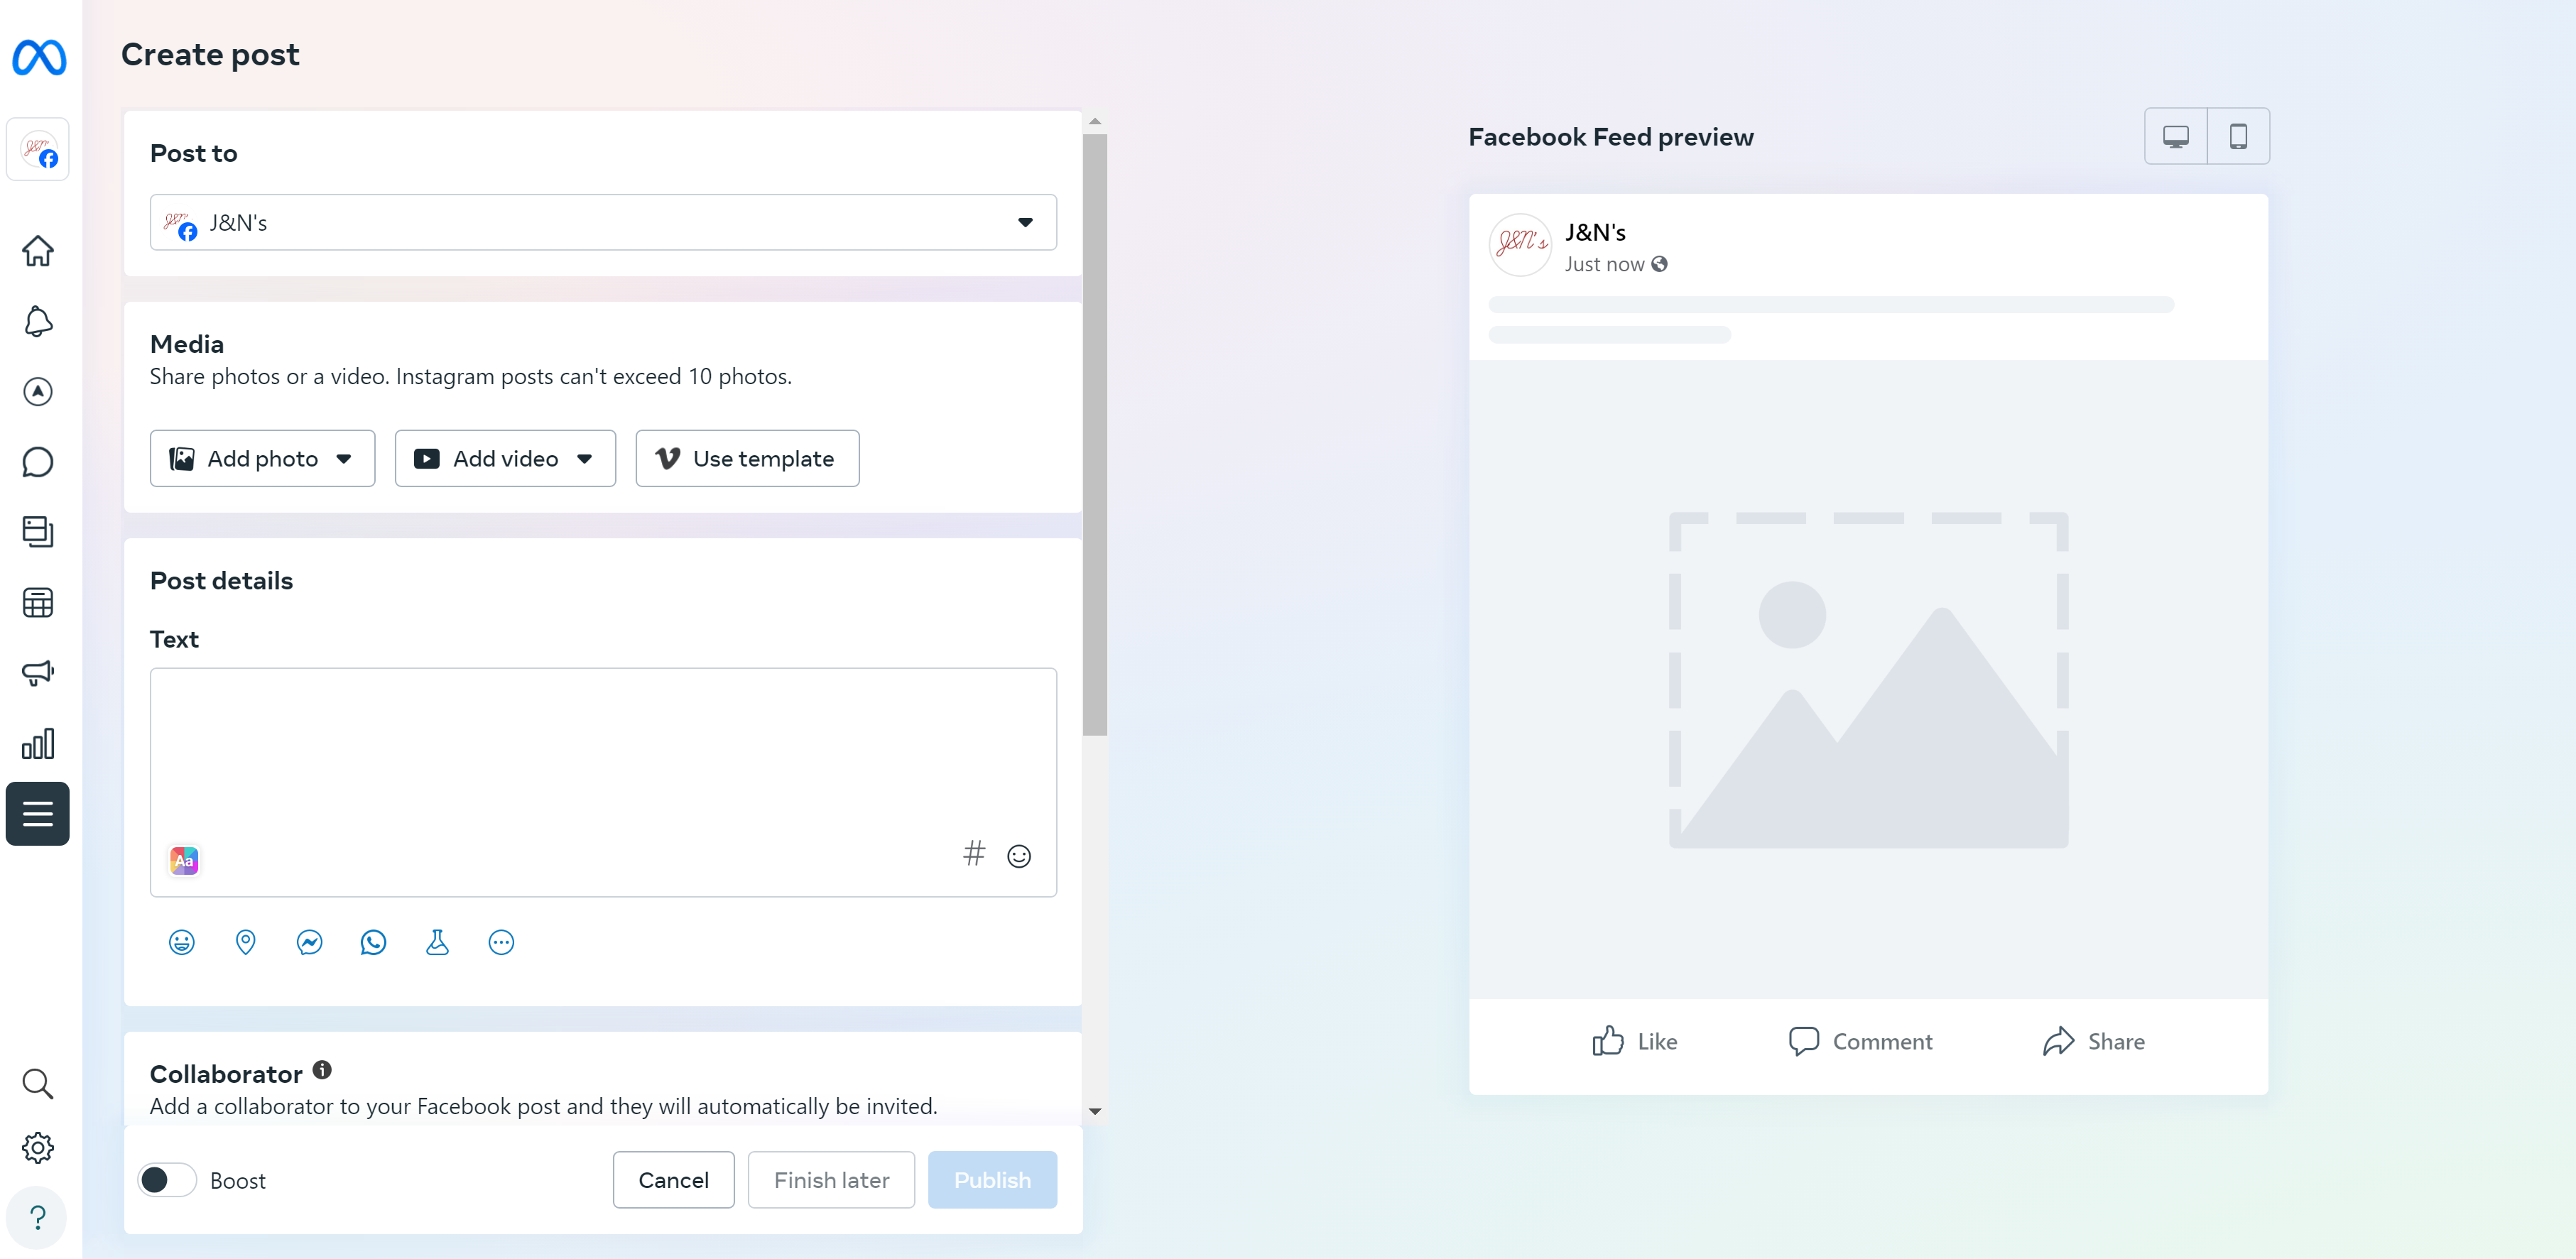 Create post
Post to
J&N's
Media
Share photos or a video. Instagram posts can't exceed 10 photos.
Add photo
Add video
Use template
Post details
Text
Aa
#
Collaborator
Add a collaborator to your Facebook post and they will automatically be invited.
Boost
Cancel
Finish later
Publish
?
Facebook Feed preview
J&N's
J&N's
Just now
Like
Comment
Share